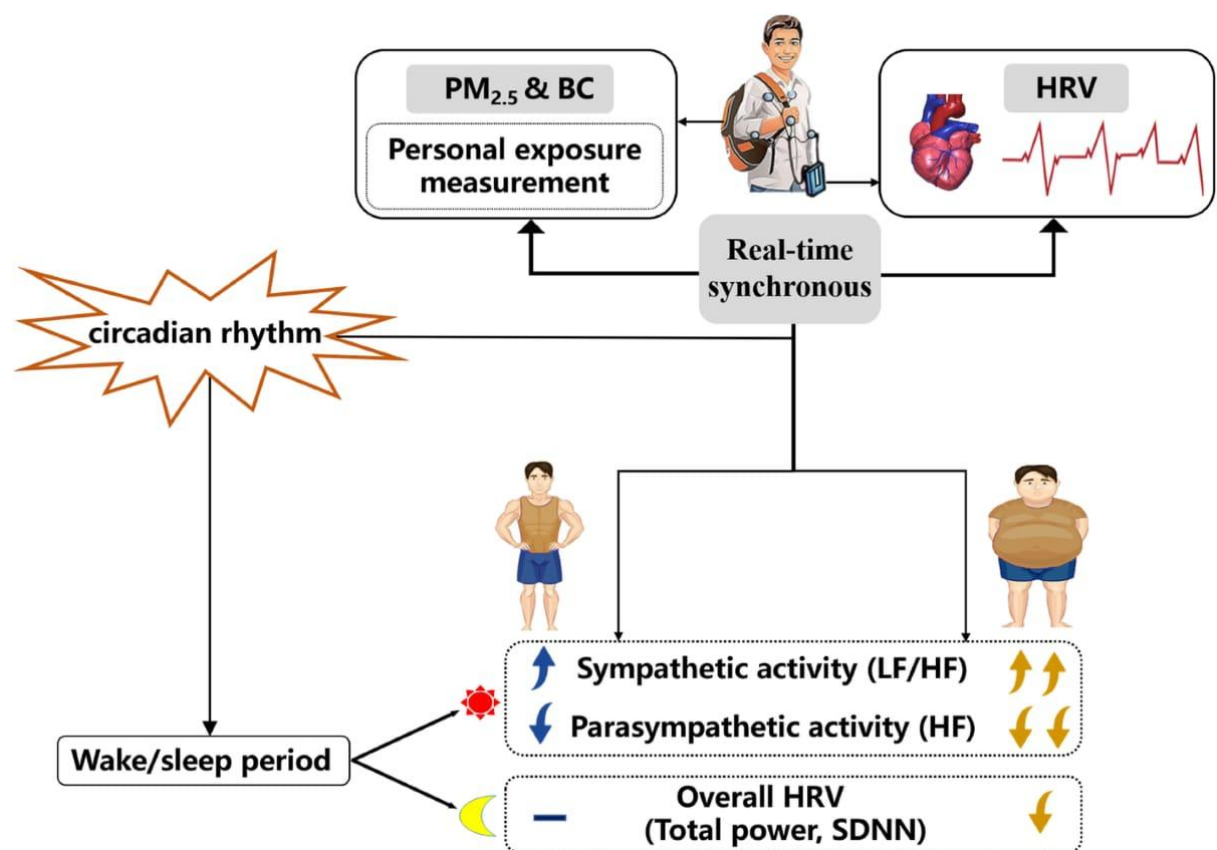 PM2.5 & BC
Personal exposure
measurement
HRV
Real-time
synchronous
circadian rhythm
Sympathetic activity (LF/HF)
Parasympathetic activity (HF)
Wake/sleep period
Overall HRV
(Total power, SDNN)